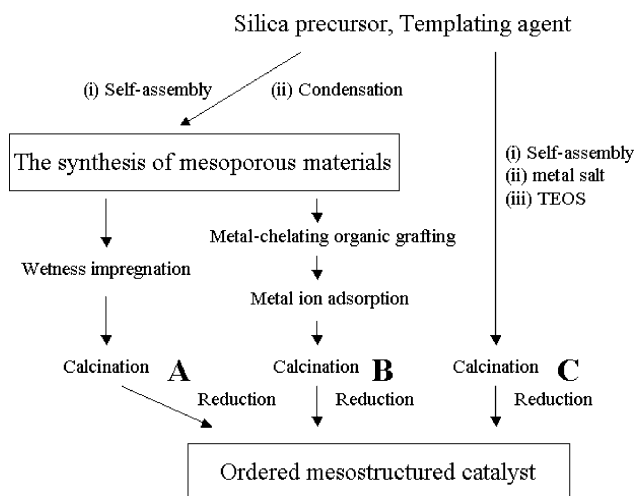 Silica precursor, Templating agent
(i) Self-assembly
(ii) Condensation
The synthesis of mesoporous materials
(i) Self-assembly
(ii) metal salt
(iii) TEOS
Metal-chelating organic grafting
Wetness impregnation
Metal ion adsorption
Calcination A
Calcination B
Calcination C
Reduction
Reduction
Reduction
Ordered mesostructured catalyst